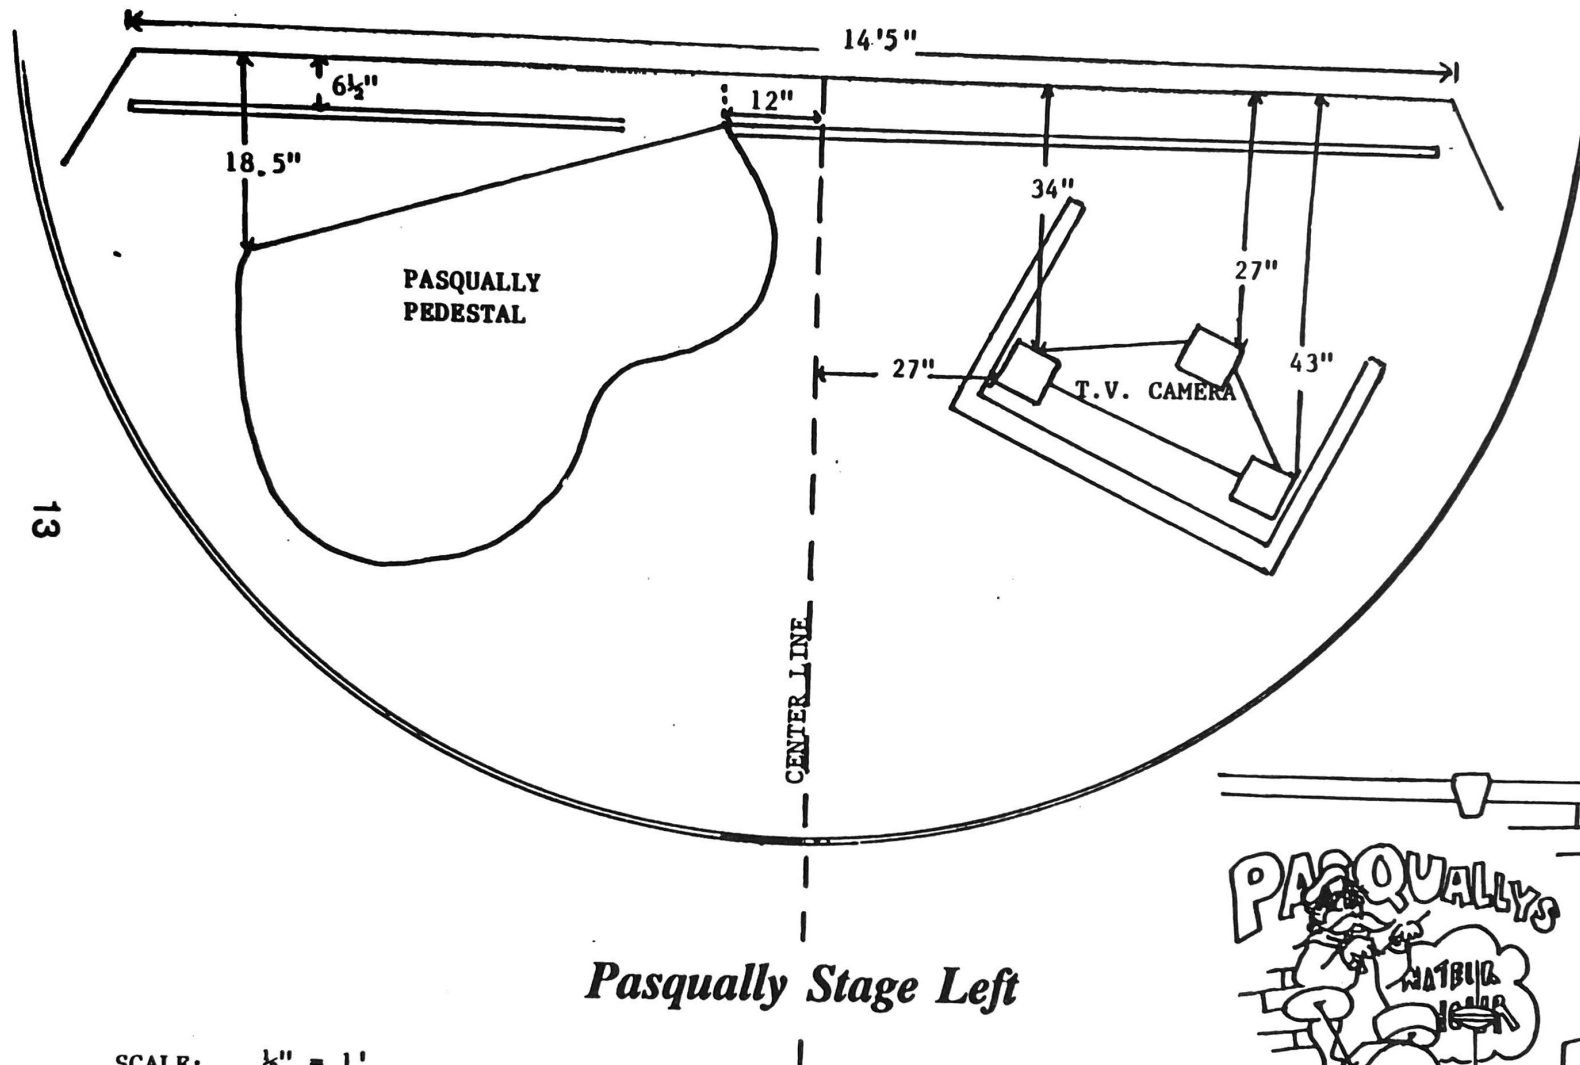 14'5"
6½"
12"
18.5"
34"
PASQUALLY
PEDESTAL
27"
27"
43"
T.V. CAMERA
13
CENTER LINE
PASQUALLYS
Pasqually Stage Left
SCALE: ½" = 1'